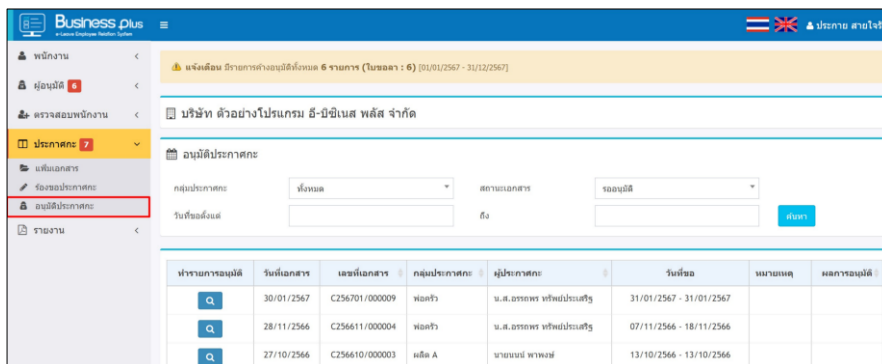 Business plus
e-Leave Employee Relation System
ประกาย สายใจรั
พนักงาน
ผู้อนุมัติ 6
ตรวจสอบพนักงาน
ประกาศกะ 7
แฟ้มเอกสาร
ร้องขอประกาศกะ
อนุมัติประกาศกะ
รายงาน
แจ้งเตือน มีรายการค้างอนุมัติทั้งหมด 6 รายการ (ใบขอลา : 6) [01/01/2567 - 31/12/2567]
บริษัท ตัวอย่างโปรแกรม อี-บิซิเนส พลัส จำกัด
อนุมัติประกาศกะ
กลุ่มประกาศกะ ทั้งหมด สถานะเอกสาร รออนุมัติ
วันที่ขอตั้งแต่ ถึง ค้นหา
ทำรายการอนุมัติ วันที่เอกสาร เลขที่เอกสาร กลุ่มประกาศกะ ผู้ประกาศกะ วันที่ขอ หมายเหตุ ผลการอนุมัติ
30/01/2567 C256701/000009 พ่อครัว น.ส.อรรถพร ทรัพย์ประเสริฐ 31/01/2567 - 31/01/2567
28/11/2566 C256611/000004 พ่อครัว น.ส.อรรถพร ทรัพย์ประเสริฐ 07/11/2566 - 18/11/2566
27/10/2566 C256610/000003 ผลิต A นายนนน์ พาพงษ์ 13/10/2566 - 13/10/2566